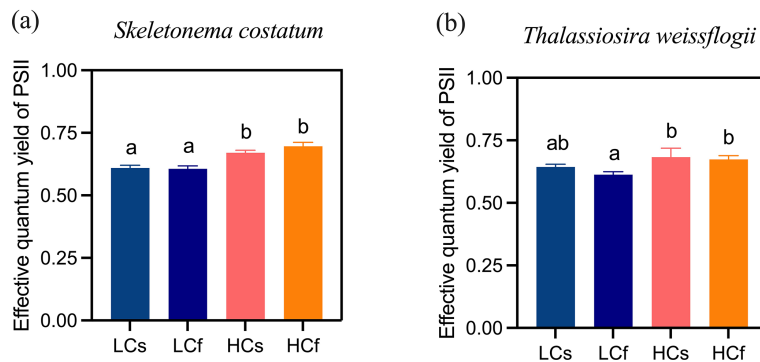 (a)
Skeletonema costatum
Effective quantum yield of PSII
1.00
0.75
0.50
0.25
0.00
a
a
b
b
LCs
LCf
HCs
HCf
(b)
Thalassiosira weissflogii
Effective quantum yield of PSII
1.00
0.75
0.50
0.25
0.00
ab
a
b
b
LCs
LCf
HCs
HCf